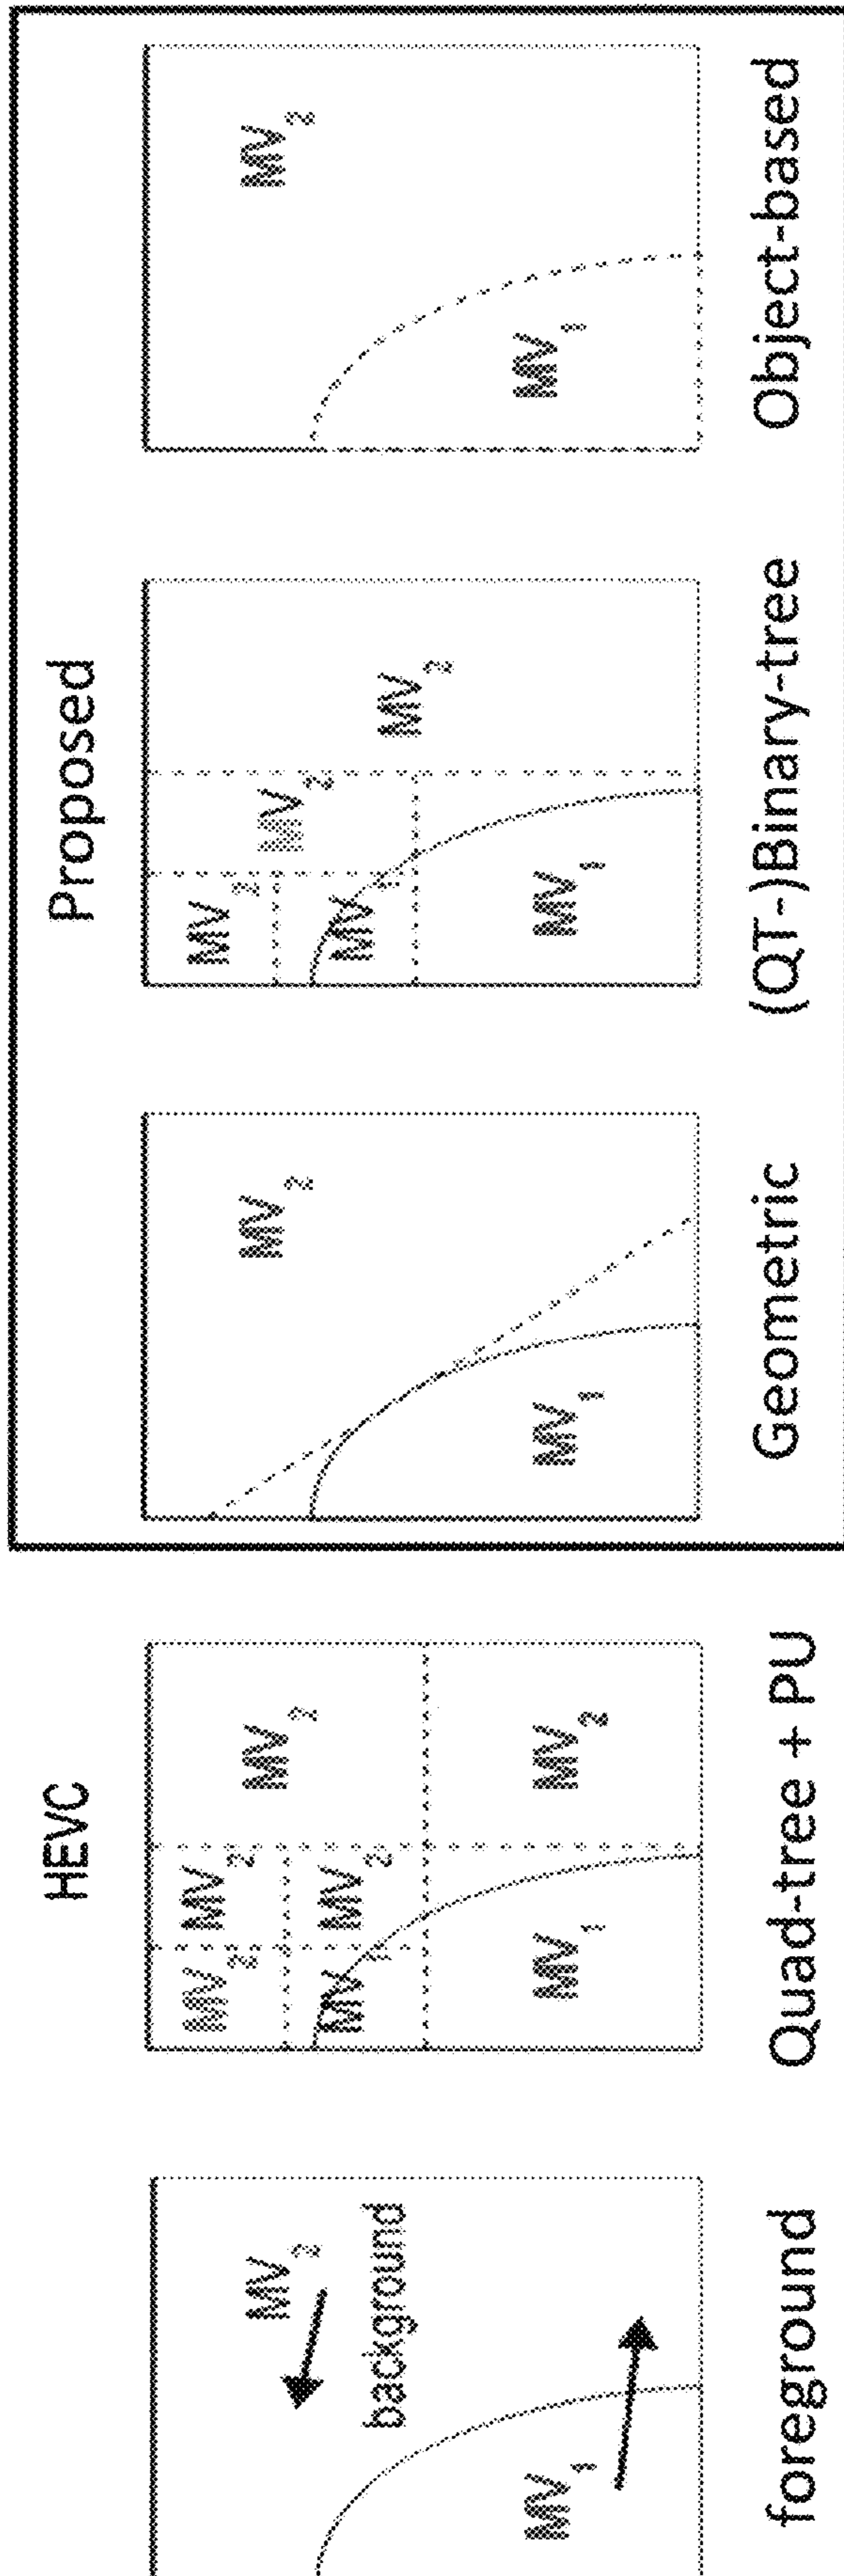 HEVC
Proposed
MV2
background
MV1
MV2 MV2 MV2
MV1 MV2
MV1 MV2
MV2
MV1
MV2 MV2
MV1
MV2
MV1
MV2
MV1
foreground
Quad-tree + PU
Geometric
(QT-)Binary-tree
Object-based